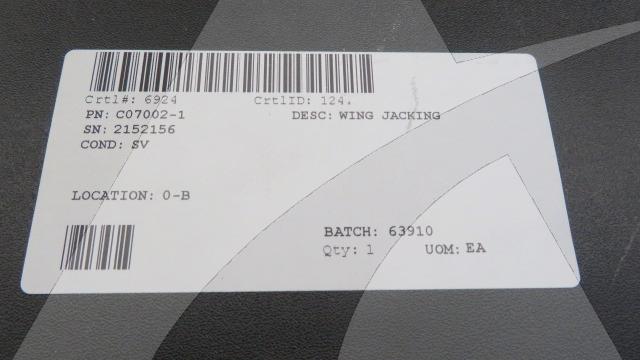 Crtl#: 6924 CrtlID: 124.
PN: C07002-1 DESC: WING JACKING
SN: 2152156
COND: SV
LOCATION: 0-B
BATCH: 63910
Qty: 1 UOM: EA